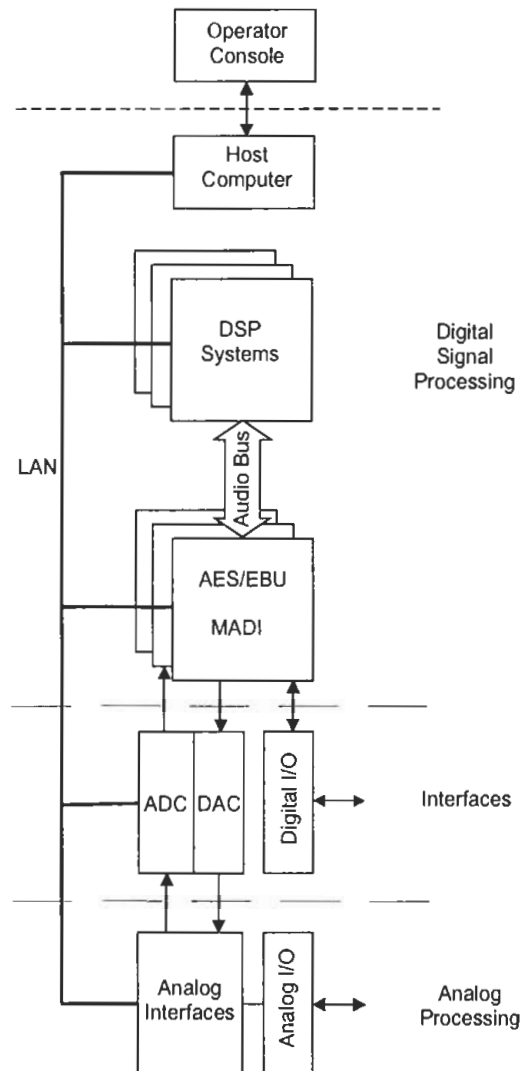 Operator
Console
Host
Computer
DSP
Systems
Digital
Signal
Processing
LAN
Audio Bus
AES/EBU
MADI
ADC
DAC
Digital I/O
Interfaces
Analog
Interfaces
Analog I/O
Analog
Processing